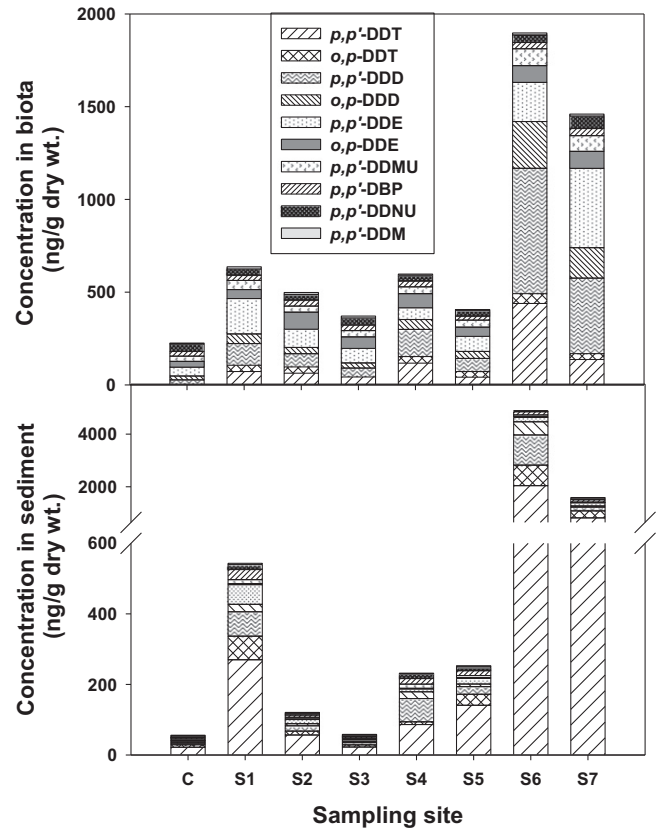 2000
1500
1000
500
0
Concentration in biota
(ng/g dry wt.)
p,p'-DDT
o,p-DDT
p,p'-DDD
o,p-DDD
p,p'-DDE
o,p-DDE
p,p'-DDMU
p,p'-DBP
p,p'-DDNU
p,p'-DDM
4000
2000
600
400
200
0
Concentration in sediment
(ng/g dry wt.)
C S1 S2 S3 S4 S5 S6 S7
Sampling site